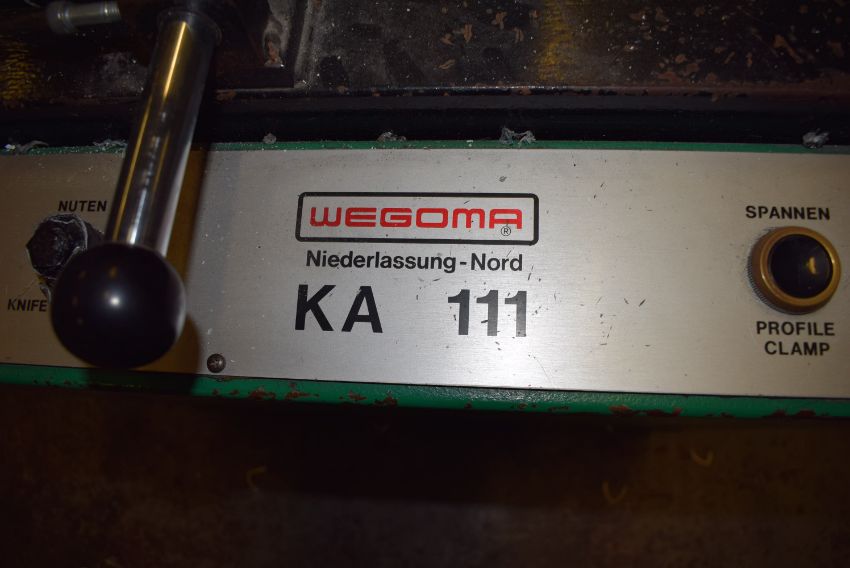 NUTEN
KNIFE
WEGOMA®
Niederlassung-Nord
KA 111
SPANNEN
PROFILE
CLAMP